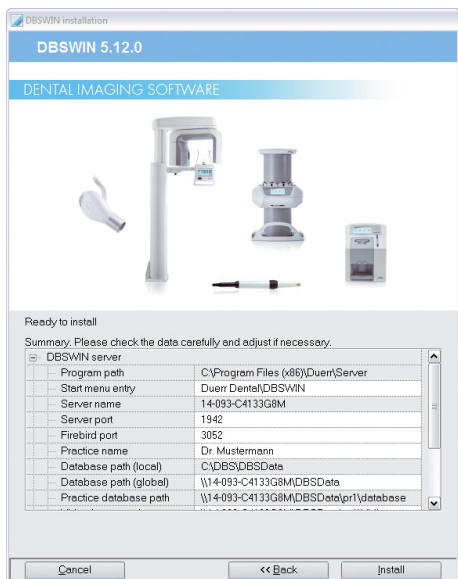 DBSWIN installation
DBSWIN 5.12.0
DENTAL IMAGING SOFTWARE
Ready to install
Summary. Please check the data carefully and adjust if necessary.
DBSWIN server
Program path C:\Program Files (x86)\Duerr\Server
Start menu entry Duerr Dental\DBSWIN
Server name 14-093-C4133G8M
Server port 1942
Firebird port 3052
Practice name Dr. Mustermann
Database path (local) C:\DBS\DBSData
Database path (global) \\14-093-C4133G8M\DBSData
Practice database path \\14-093-C4133G8M\DBSData\pr1\database
Cancel << Back Install